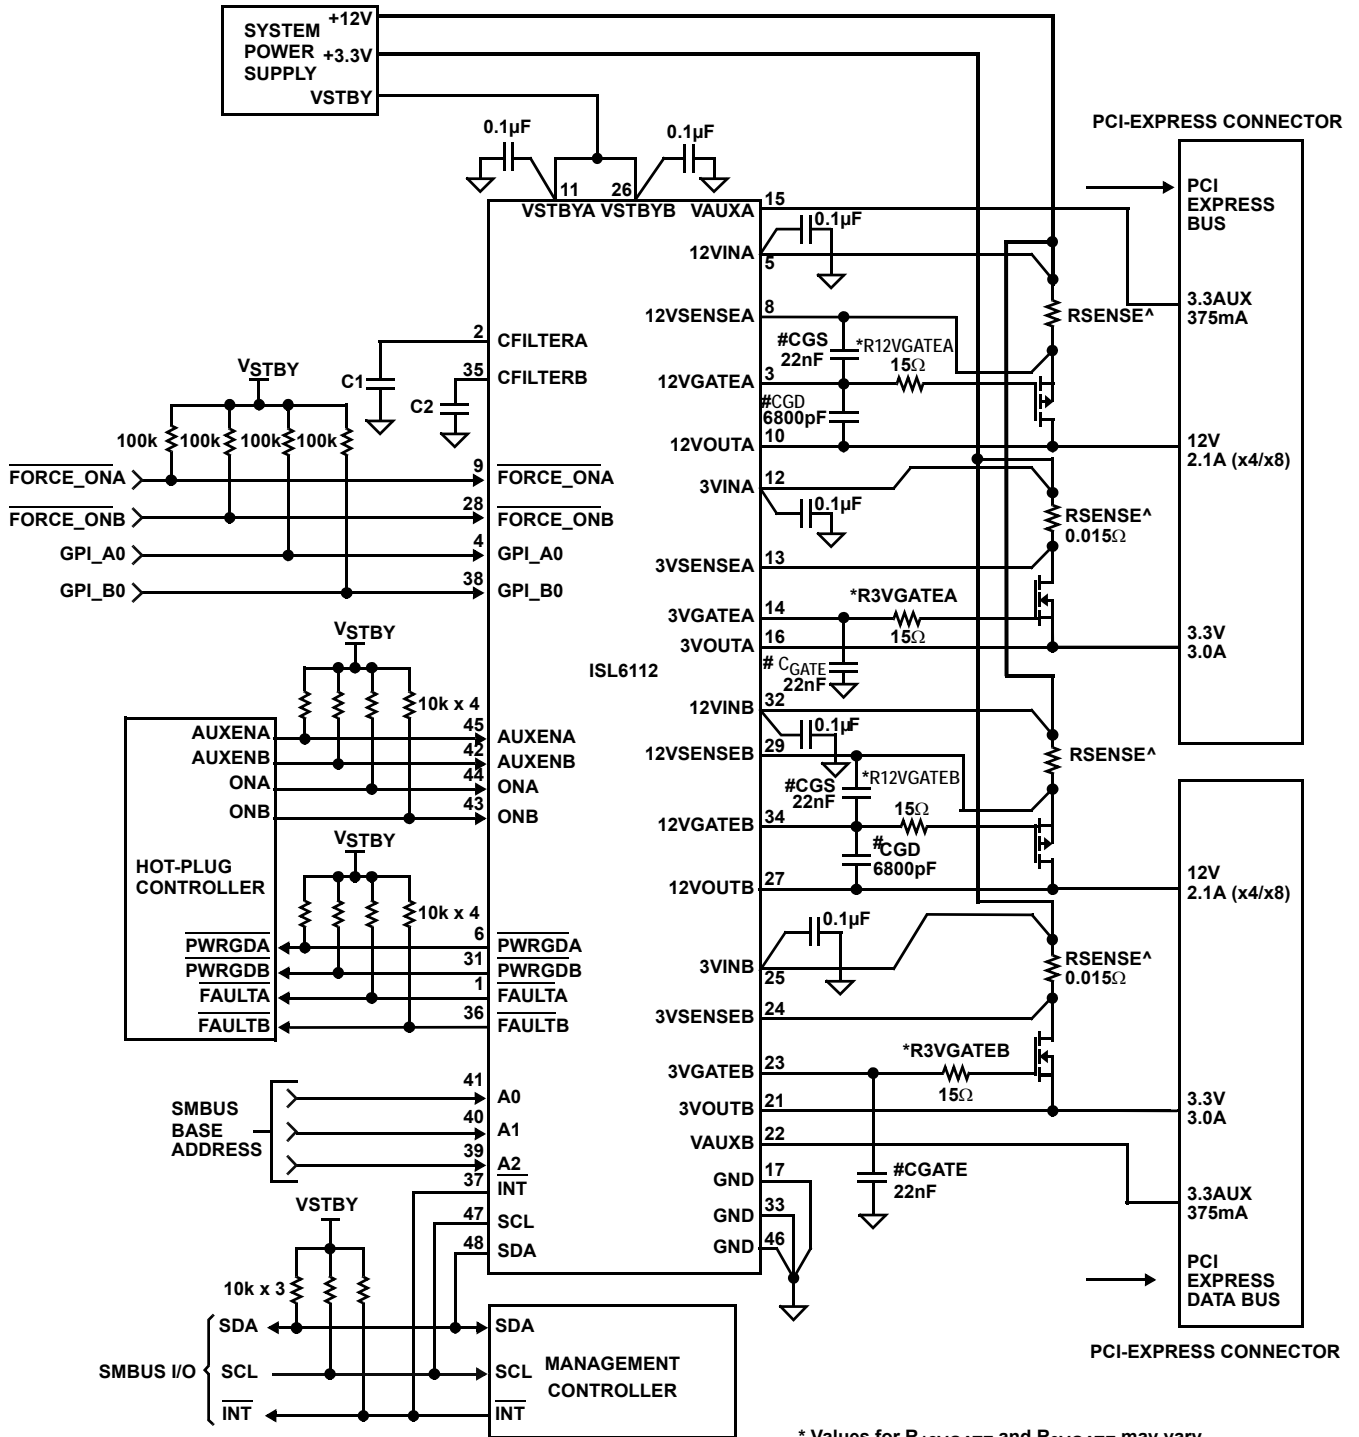 SYSTEM
POWER
SUPPLY
+12V
+3.3V
VSTBY
0.1µF
0.1µF
PCI-EXPRESS CONNECTOR
11
26
VSTBYA
VSTBYB
VAUXA
15
PCI
EXPRESS
BUS
0.1µF
12VINA
5
12VSENSEA
8
RSENSE^
3.3AUX
375mA
2
CFILTERA
#CGS
22nF
*R12VGATEA
15Ω
35
CFILTERB
C1
C2
12VGATEA
3
#CGD
6800pF
12VOUTA
10
12V
2.1A (x4/x8)
VSTBY
100k
100k
100k
100k
FORCE_ONA
9
FORCE_ONA
3VINA
12
0.1µF
RSENSE^
0.015Ω
FORCE_ONB
28
FORCE_ONB
GPI_A0
4
GPI_A0
3VSENSEA
13
GPI_B0
38
GPI_B0
3VGATEA
14
*R3VGATEA
15Ω
3VOUTA
16
3.3V
3.0A
VSTBY
ISL6112
# CGATE
22nF
10k x 4
12VINB
32
0.1µF
HOT-PLUG
CONTROLLER
AUXENA
45
AUXENA
AUXENB
42
AUXENB
ONA
44
ONA
ONB
43
ONB
12VSENSEB
29
RSENSE^
#CGS
22nF
*R12VGATEB
15Ω
12VGATEB
34
#CGD
6800pF
12VOUTB
27
12V
2.1A (x4/x8)
VSTBY
10k x 4
PWRGDA
6
PWRGDA
PWRGDB
31
PWRGDB
FAULTA
1
FAULTA
FAULTB
36
FAULTB
0.1µF
3VINB
25
RSENSE^
0.015Ω
3VSENSEB
24
3VGATEB
23
*R3VGATEB
15Ω
3VOUTB
21
3.3V
3.0A
SMBUS
BASE
ADDRESS
41
A0
40
A1
39
A2
37
INT
47
SCL
48
SDA
VAUXB
22
#CGATE
22nF
GND
17
GND
33
GND
46
3.3AUX
375mA
PCI
EXPRESS
DATA BUS
PCI-EXPRESS CONNECTOR
VSTBY
10k x 3
SMBUS I/O
SDA
SCL
INT
SDA
SCL
INT
MANAGEMENT
CONTROLLER
* Values for R12VGATE and R3VGATE may vary